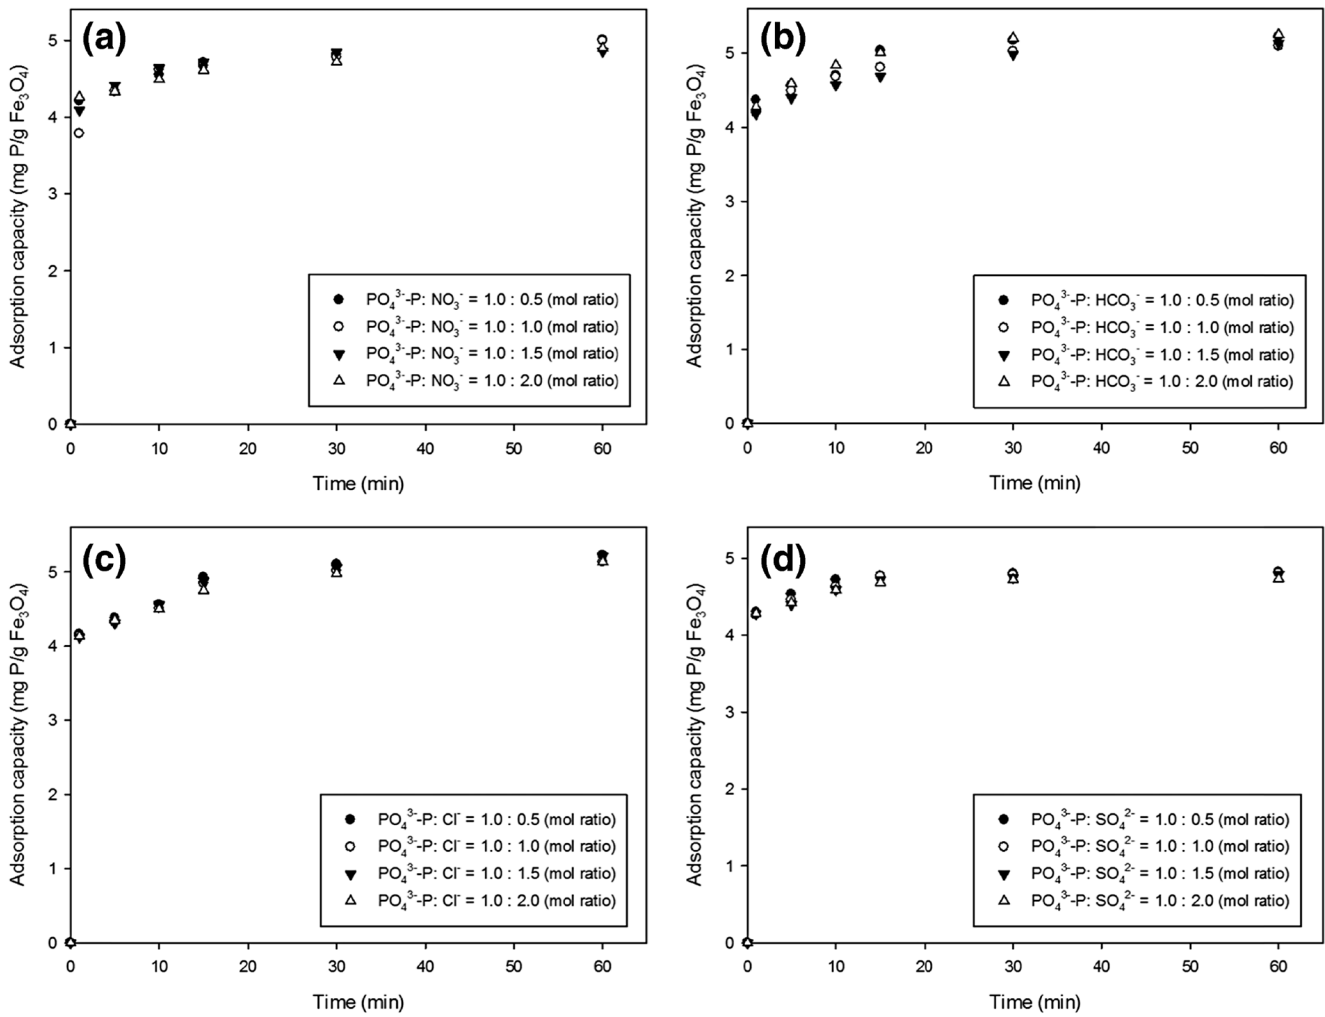 (a)
Adsorption capacity (mg P/g Fe₃O₄)
5
4
3
2
1
0
PO₄³⁻-P: NO₃⁻ = 1.0 : 0.5 (mol ratio)
PO₄³⁻-P: NO₃⁻ = 1.0 : 1.0 (mol ratio)
PO₄³⁻-P: NO₃⁻ = 1.0 : 1.5 (mol ratio)
PO₄³⁻-P: NO₃⁻ = 1.0 : 2.0 (mol ratio)
0 10 20 30 40 50 60
Time (min)
(b)
Adsorption capacity (mg P/g Fe₃O₄)
5
4
3
2
1
0
PO₄³⁻-P: HCO₃⁻ = 1.0 : 0.5 (mol ratio)
PO₄³⁻-P: HCO₃⁻ = 1.0 : 1.0 (mol ratio)
PO₄³⁻-P: HCO₃⁻ = 1.0 : 1.5 (mol ratio)
PO₄³⁻-P: HCO₃⁻ = 1.0 : 2.0 (mol ratio)
0 10 20 30 40 50 60
Time (min)
(c)
Adsorption capacity (mg P/g Fe₃O₄)
5
4
3
2
1
0
PO₄³⁻-P: Cl⁻ = 1.0 : 0.5 (mol ratio)
PO₄³⁻-P: Cl⁻ = 1.0 : 1.0 (mol ratio)
PO₄³⁻-P: Cl⁻ = 1.0 : 1.5 (mol ratio)
PO₄³⁻-P: Cl⁻ = 1.0 : 2.0 (mol ratio)
0 10 20 30 40 50 60
Time (min)
(d)
Adsorption capacity (mg P/g Fe₃O₄)
5
4
3
2
1
0
PO₄³⁻-P: SO₄²⁻ = 1.0 : 0.5 (mol ratio)
PO₄³⁻-P: SO₄²⁻ = 1.0 : 1.0 (mol ratio)
PO₄³⁻-P: SO₄²⁻ = 1.0 : 1.5 (mol ratio)
PO₄³⁻-P: SO₄²⁻ = 1.0 : 2.0 (mol ratio)
0 10 20 30 40 50 60
Time (min)